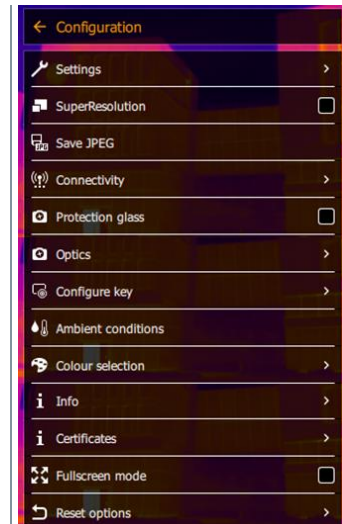 Configuration
Settings
SuperResolution
Save JPEG
Connectivity
Protection glass
Optics
Configure key
Ambient conditions
Colour selection
Info
Certificates
Fullscreen mode
Reset options